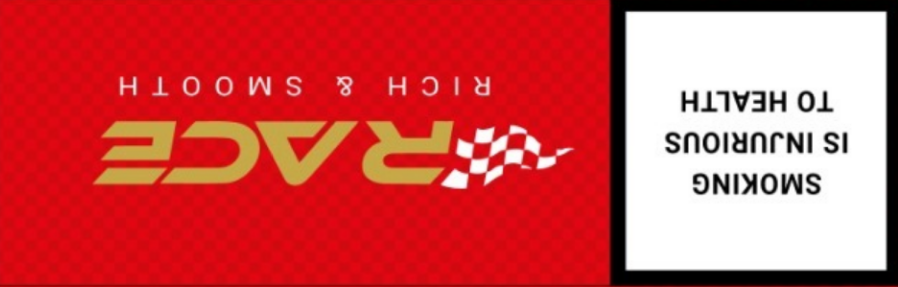 SMOKING
IS INJURIOUS
TO HEALTH
RACE
RICH & SMOOTH